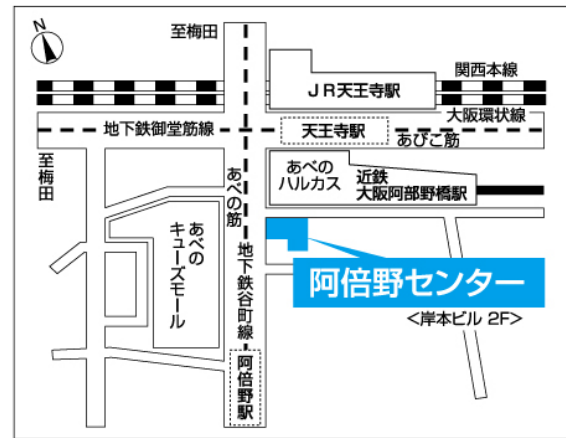 N
至梅田
JR天王寺駅
関西本線
大阪環状線
地下鉄御堂筋線
天王寺駅
あびこ筋
至梅田
あべの筋
あべの
ハルカス
近鉄
大阪阿部野橋駅
あべの
キューズモール
地下鉄谷町線
阿倍野センター
<岸本ビル 2F>
阿倍野駅